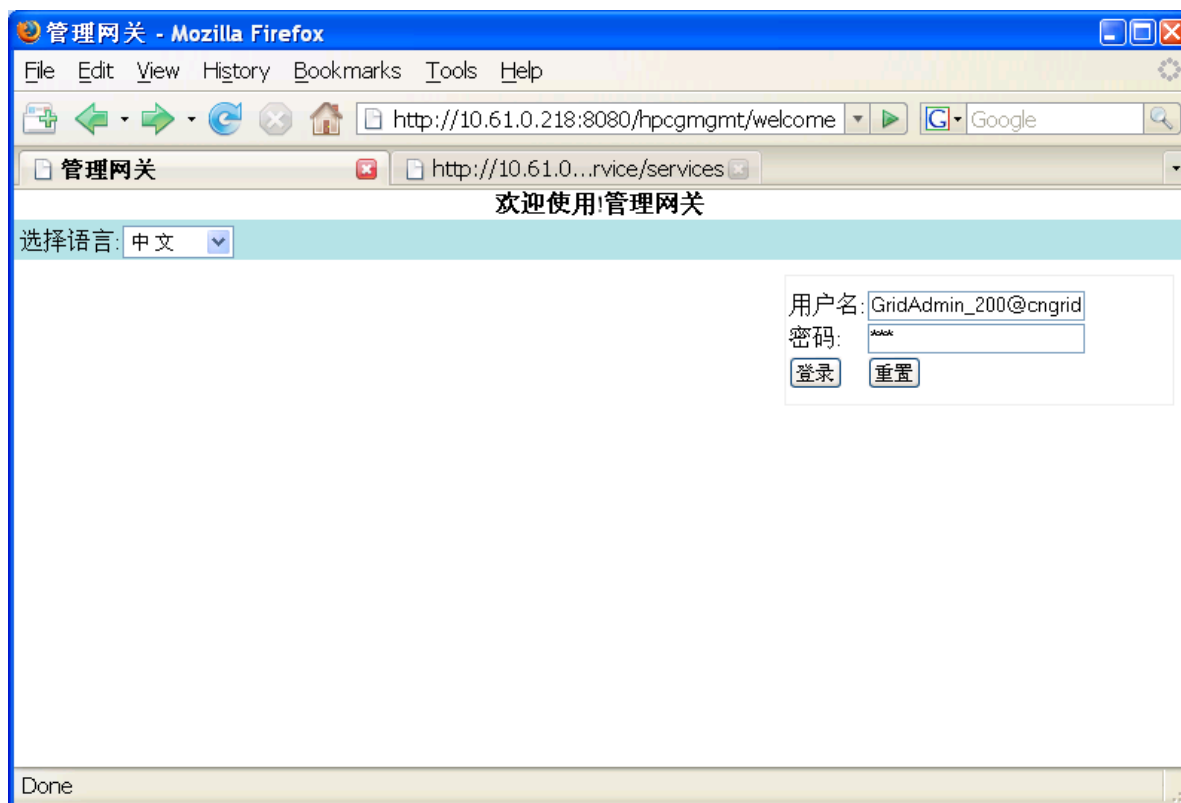 管理网关 - Mozilla Firefox
File Edit View History Bookmarks Tools Help
http://10.61.0.218:8080/hpcgmgmt/welcome G Google
管理网关 http://10.61.0...rvice/services
欢迎使用!管理网关
选择语言: 中文
用户名: GridAdmin_200@cngrid
密码: ***
登录 重置
Done